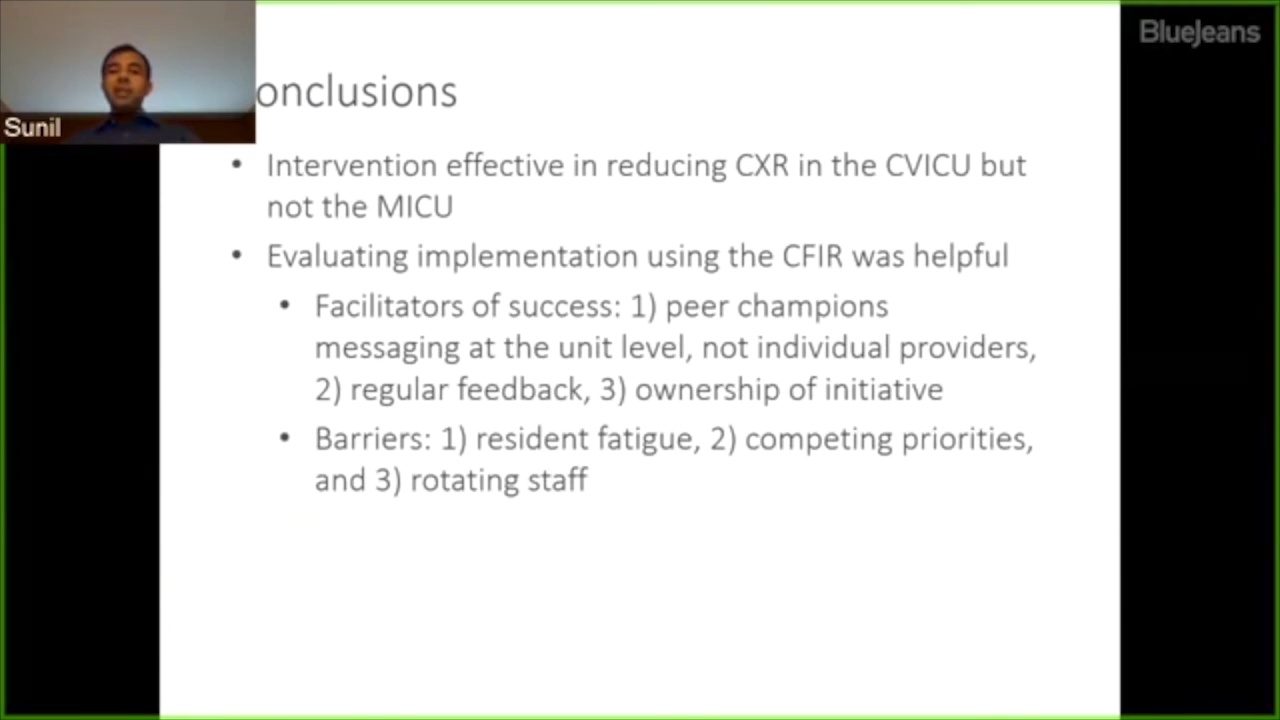 BlueJeans
Sunil
onclusions
• Intervention effective in reducing CXR in the CVICU but
not the MICU
• Evaluating implementation using the CFIR was helpful
• Facilitators of success: 1) peer champions
messaging at the unit level, not individual providers,
2) regular feedback, 3) ownership of initiative
• Barriers: 1) resident fatigue, 2) competing priorities,
and 3) rotating staff